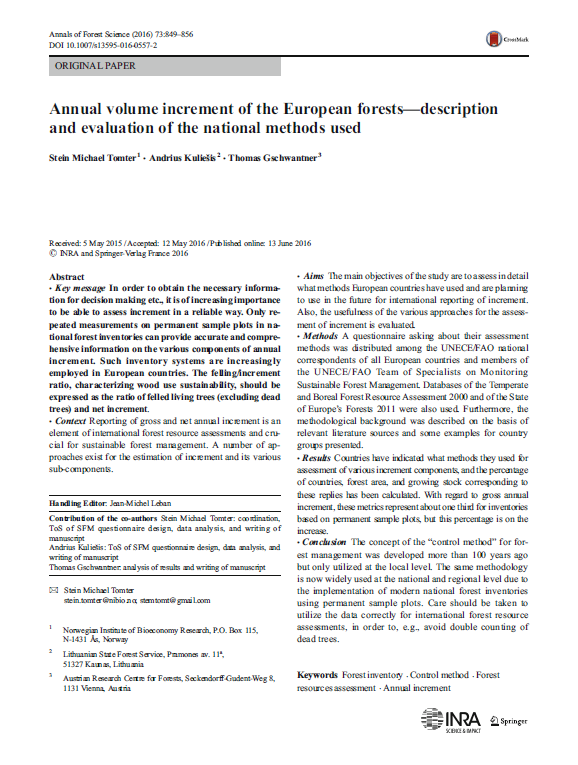 Annals of Forest Science (2016) 73:849–856
DOI 10.1007/s13595-016-0557-2
CrossMark
ORIGINAL PAPER
Annual volume increment of the European forests—description
and evaluation of the national methods used
Stein Michael Tomter1 · Andrius Kuliešis2 · Thomas Gschwantner3
Received: 5 May 2015 / Accepted: 12 May 2016 / Published online: 13 June 2016
© INRA and Springer-Verlag France 2016
Abstract
• Key message In order to obtain the necessary informa-
tion for decision making etc., it is of increasing importance
to be able to assess increment in a reliable way. Only re-
peated measurements on permanent sample plots in na-
tional forest inventories can provide accurate and compre-
hensive information on the various components of annual
increment. Such inventory systems are increasingly
employed in European countries. The felling/increment
ratio, characterizing wood use sustainability, should be
expressed as the ratio of felled living trees (excluding dead
trees) and net increment.
• Context Reporting of gross and net annual increment is an
element of international forest resource assessments and cru-
cial for sustainable forest management. A number of ap-
proaches exist for the estimation of increment and its various
sub-components.
Handling Editor: Jean-Michel Leban
Contribution of the co-authors Stein Michael Tomter: coordination,
ToS of SFM questionnaire design, data analysis, and writing of
manuscript
Andrius Kuliešis: ToS of SFM questionnaire design, data analysis, and
writing of manuscript
Thomas Gschwantner: analysis of results and writing of manuscript
Stein Michael Tomter
stein.tomter@nibio.no; stemtomt@gmail.com
1 Norwegian Institute of Bioeconomy Research, P.O. Box 115,
N-1431 Ås, Norway
2 Lithuanian State Forest Service, Pramones av. 11a,
51327 Kaunas, Lithuania
3 Austrian Research Centre for Forests, Seckendorff-Gudent-Weg 8,
1131 Vienna, Austria
• Aims The main objectives of the study are to assess in detail
what methods European countries have used and are planning
to use in the future for international reporting of increment.
Also, the usefulness of the various approaches for the assess-
ment of increment is evaluated.
• Methods A questionnaire asking about their assessment
methods was distributed among the UNECE/FAO national
correspondents of all European countries and members of
the UNECE/FAO Team of Specialists on Monitoring
Sustainable Forest Management. Databases of the Temperate
and Boreal Forest Resource Assessment 2000 and of the State
of Europe's Forests 2011 were also used. Furthermore, the
methodological background was described on the basis of
relevant literature sources and some examples for country
groups presented.
• Results Countries have indicated what methods they used for
assessment of various increment components, and the percentage
of countries, forest area, and growing stock corresponding to
these replies has been calculated. With regard to gross annual
increment, these metrics represent about one third for inventories
based on permanent sample plots, but this percentage is on the
increase.
• Conclusion The concept of the "control method" for for-
est management was developed more than 100 years ago
but only utilized at the local level. The same methodology
is now widely used at the national and regional level due to
the implementation of modern national forest inventories
using permanent sample plots. Care should be taken to
utilize the data correctly for international forest resource
assessments, in order to, e.g., avoid double counting of
dead trees.
Keywords Forest inventory · Control method · Forest
resources assessment · Annual increment
INRA
SCIENCE & IMPACT
Springer